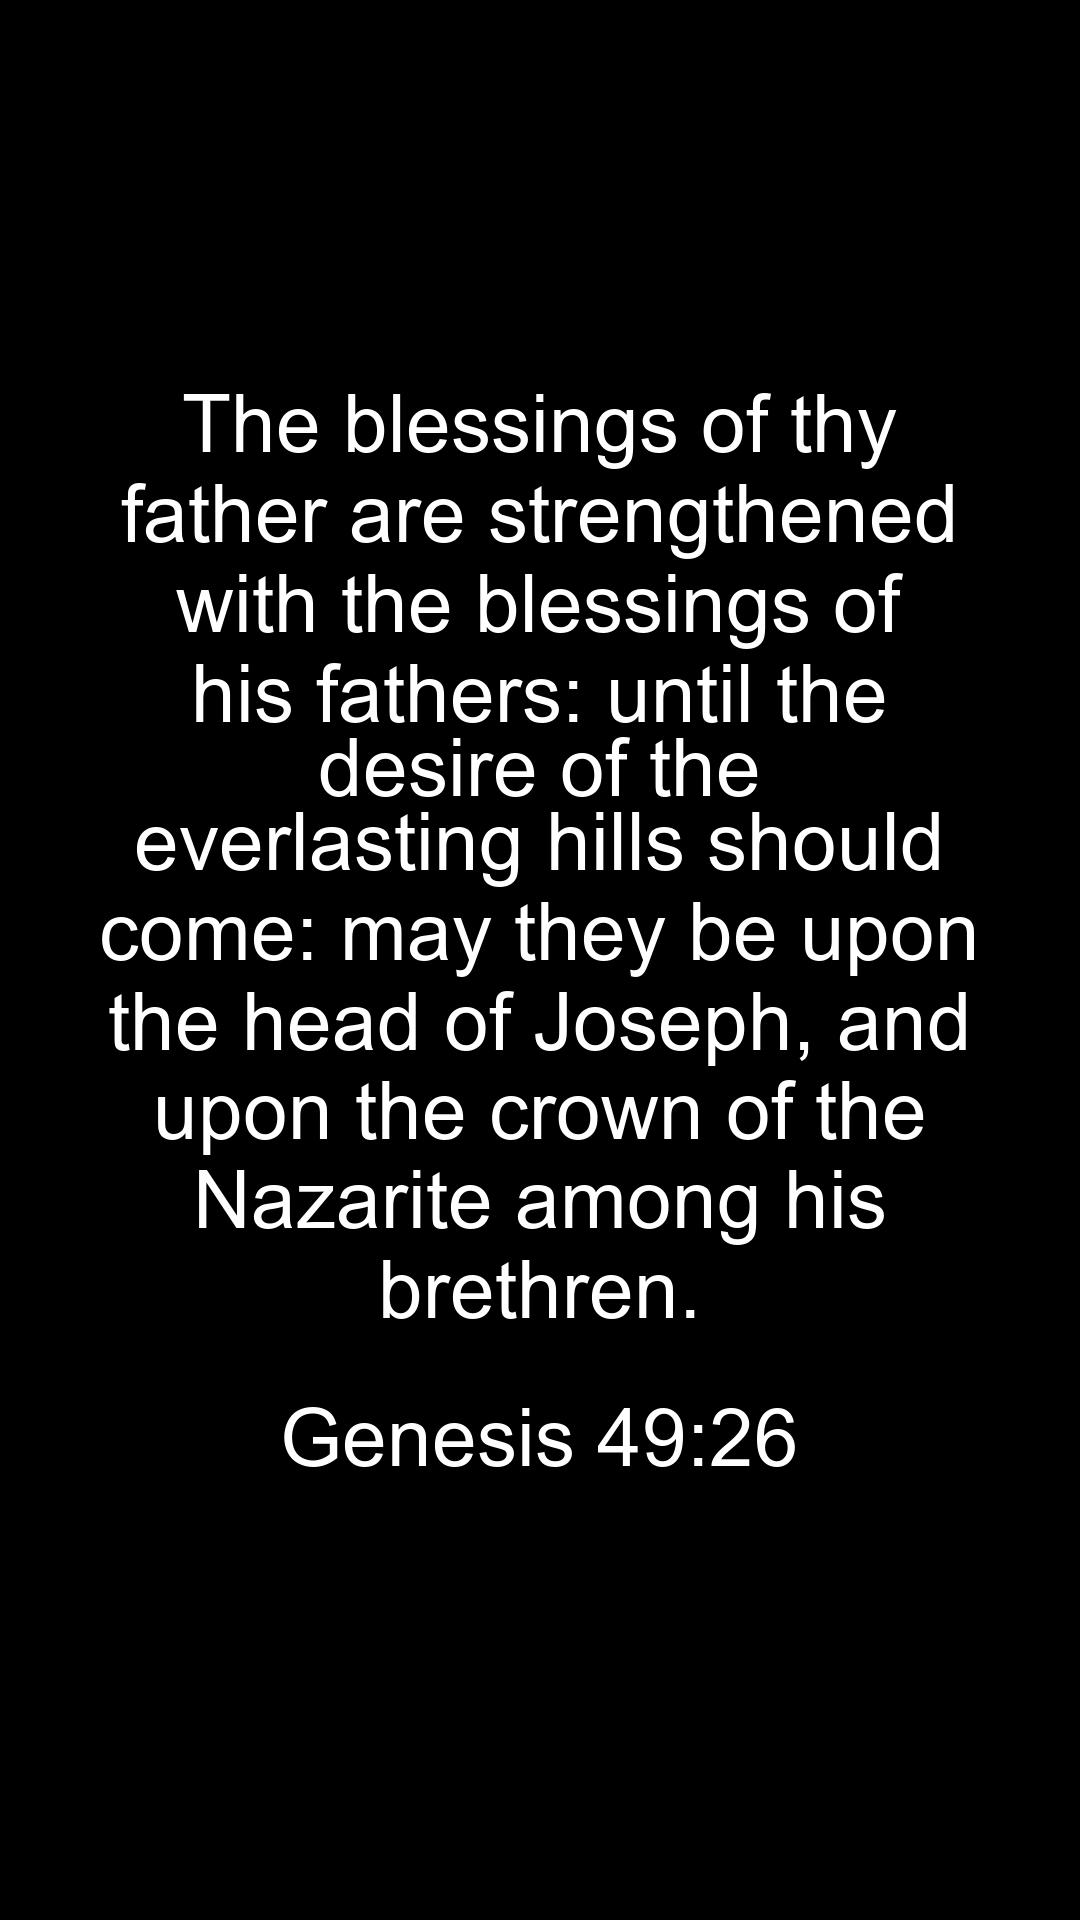 The blessings of thy
father are strengthened
with the blessings of
his fathers: until the
desire of the
everlasting hills should
come: may they be upon
the head of Joseph, and
upon the crown of the
Nazarite among his
brethren.
Genesis 49:26